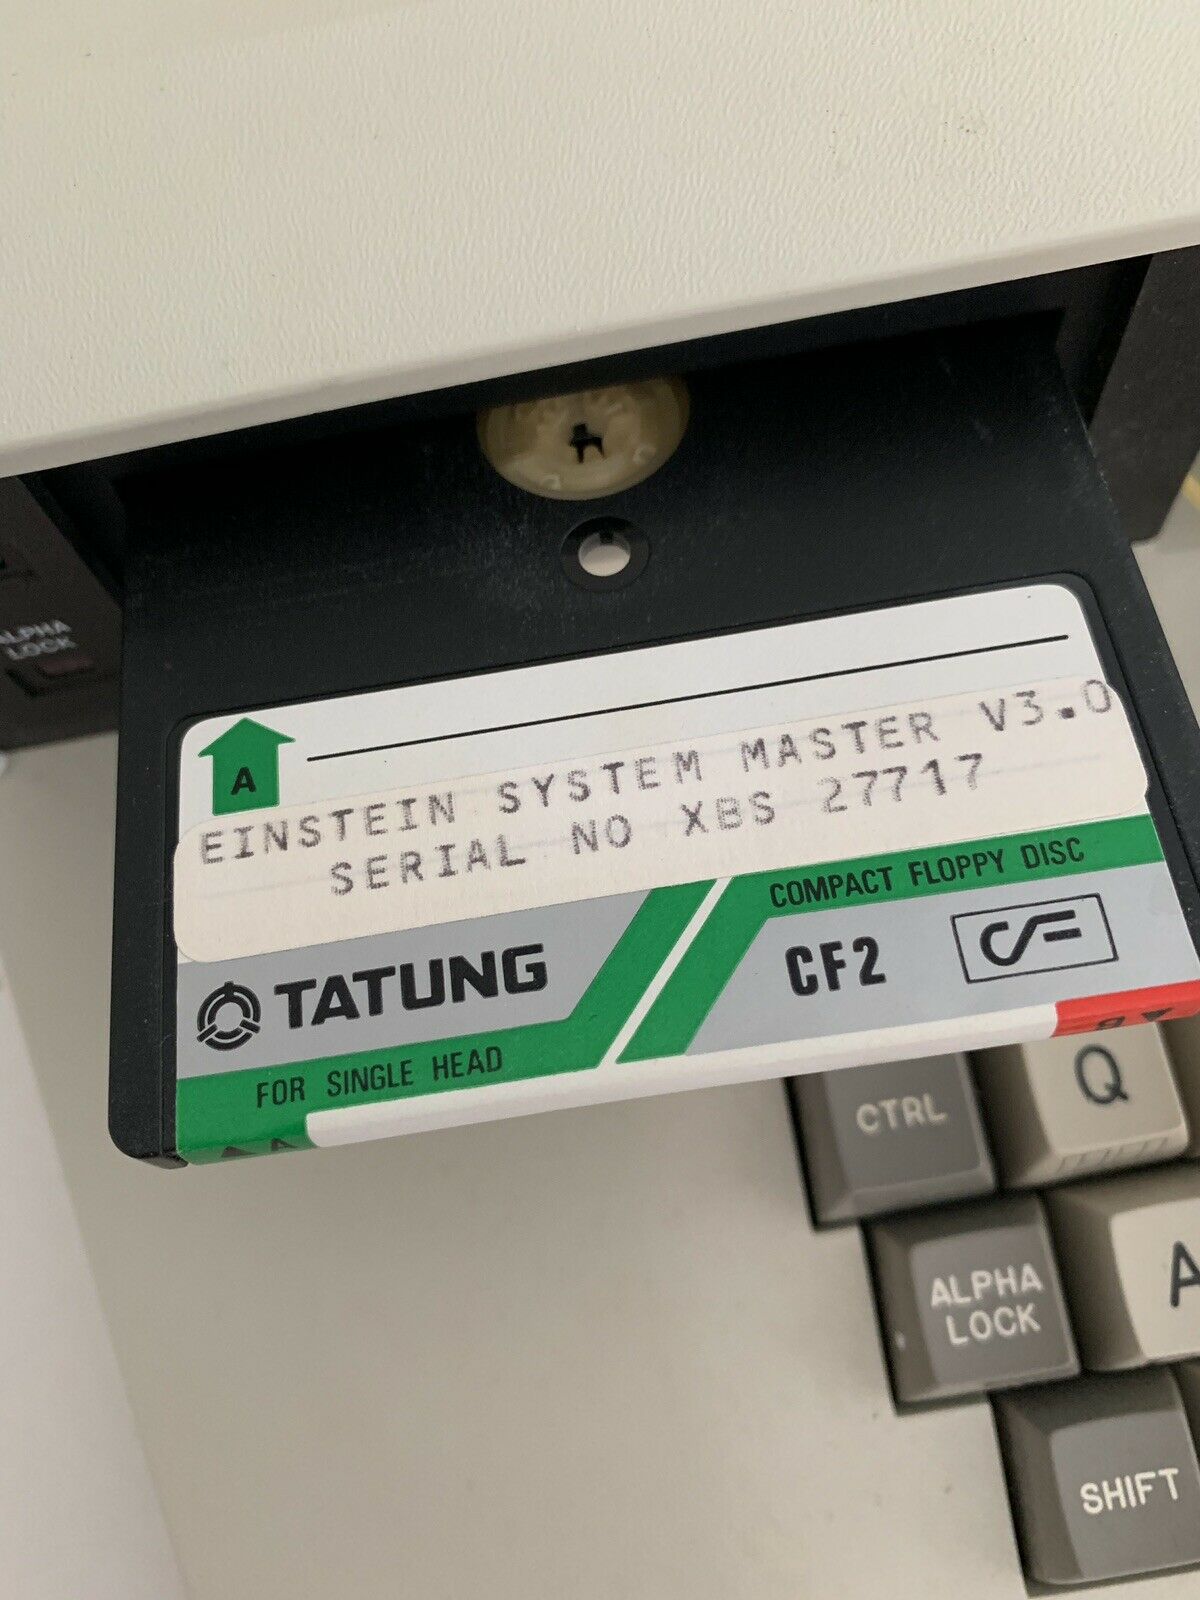 ALPHA
LOCK
A
EINSTEIN SYSTEM MASTER V3.0
SERIAL NO XBS 27717
COMPACT FLOPPY DISC
TATUNG
CF2
CF
FOR SINGLE HEAD
A
B
CTRL
Q
ALPHA
LOCK
A
SHIFT